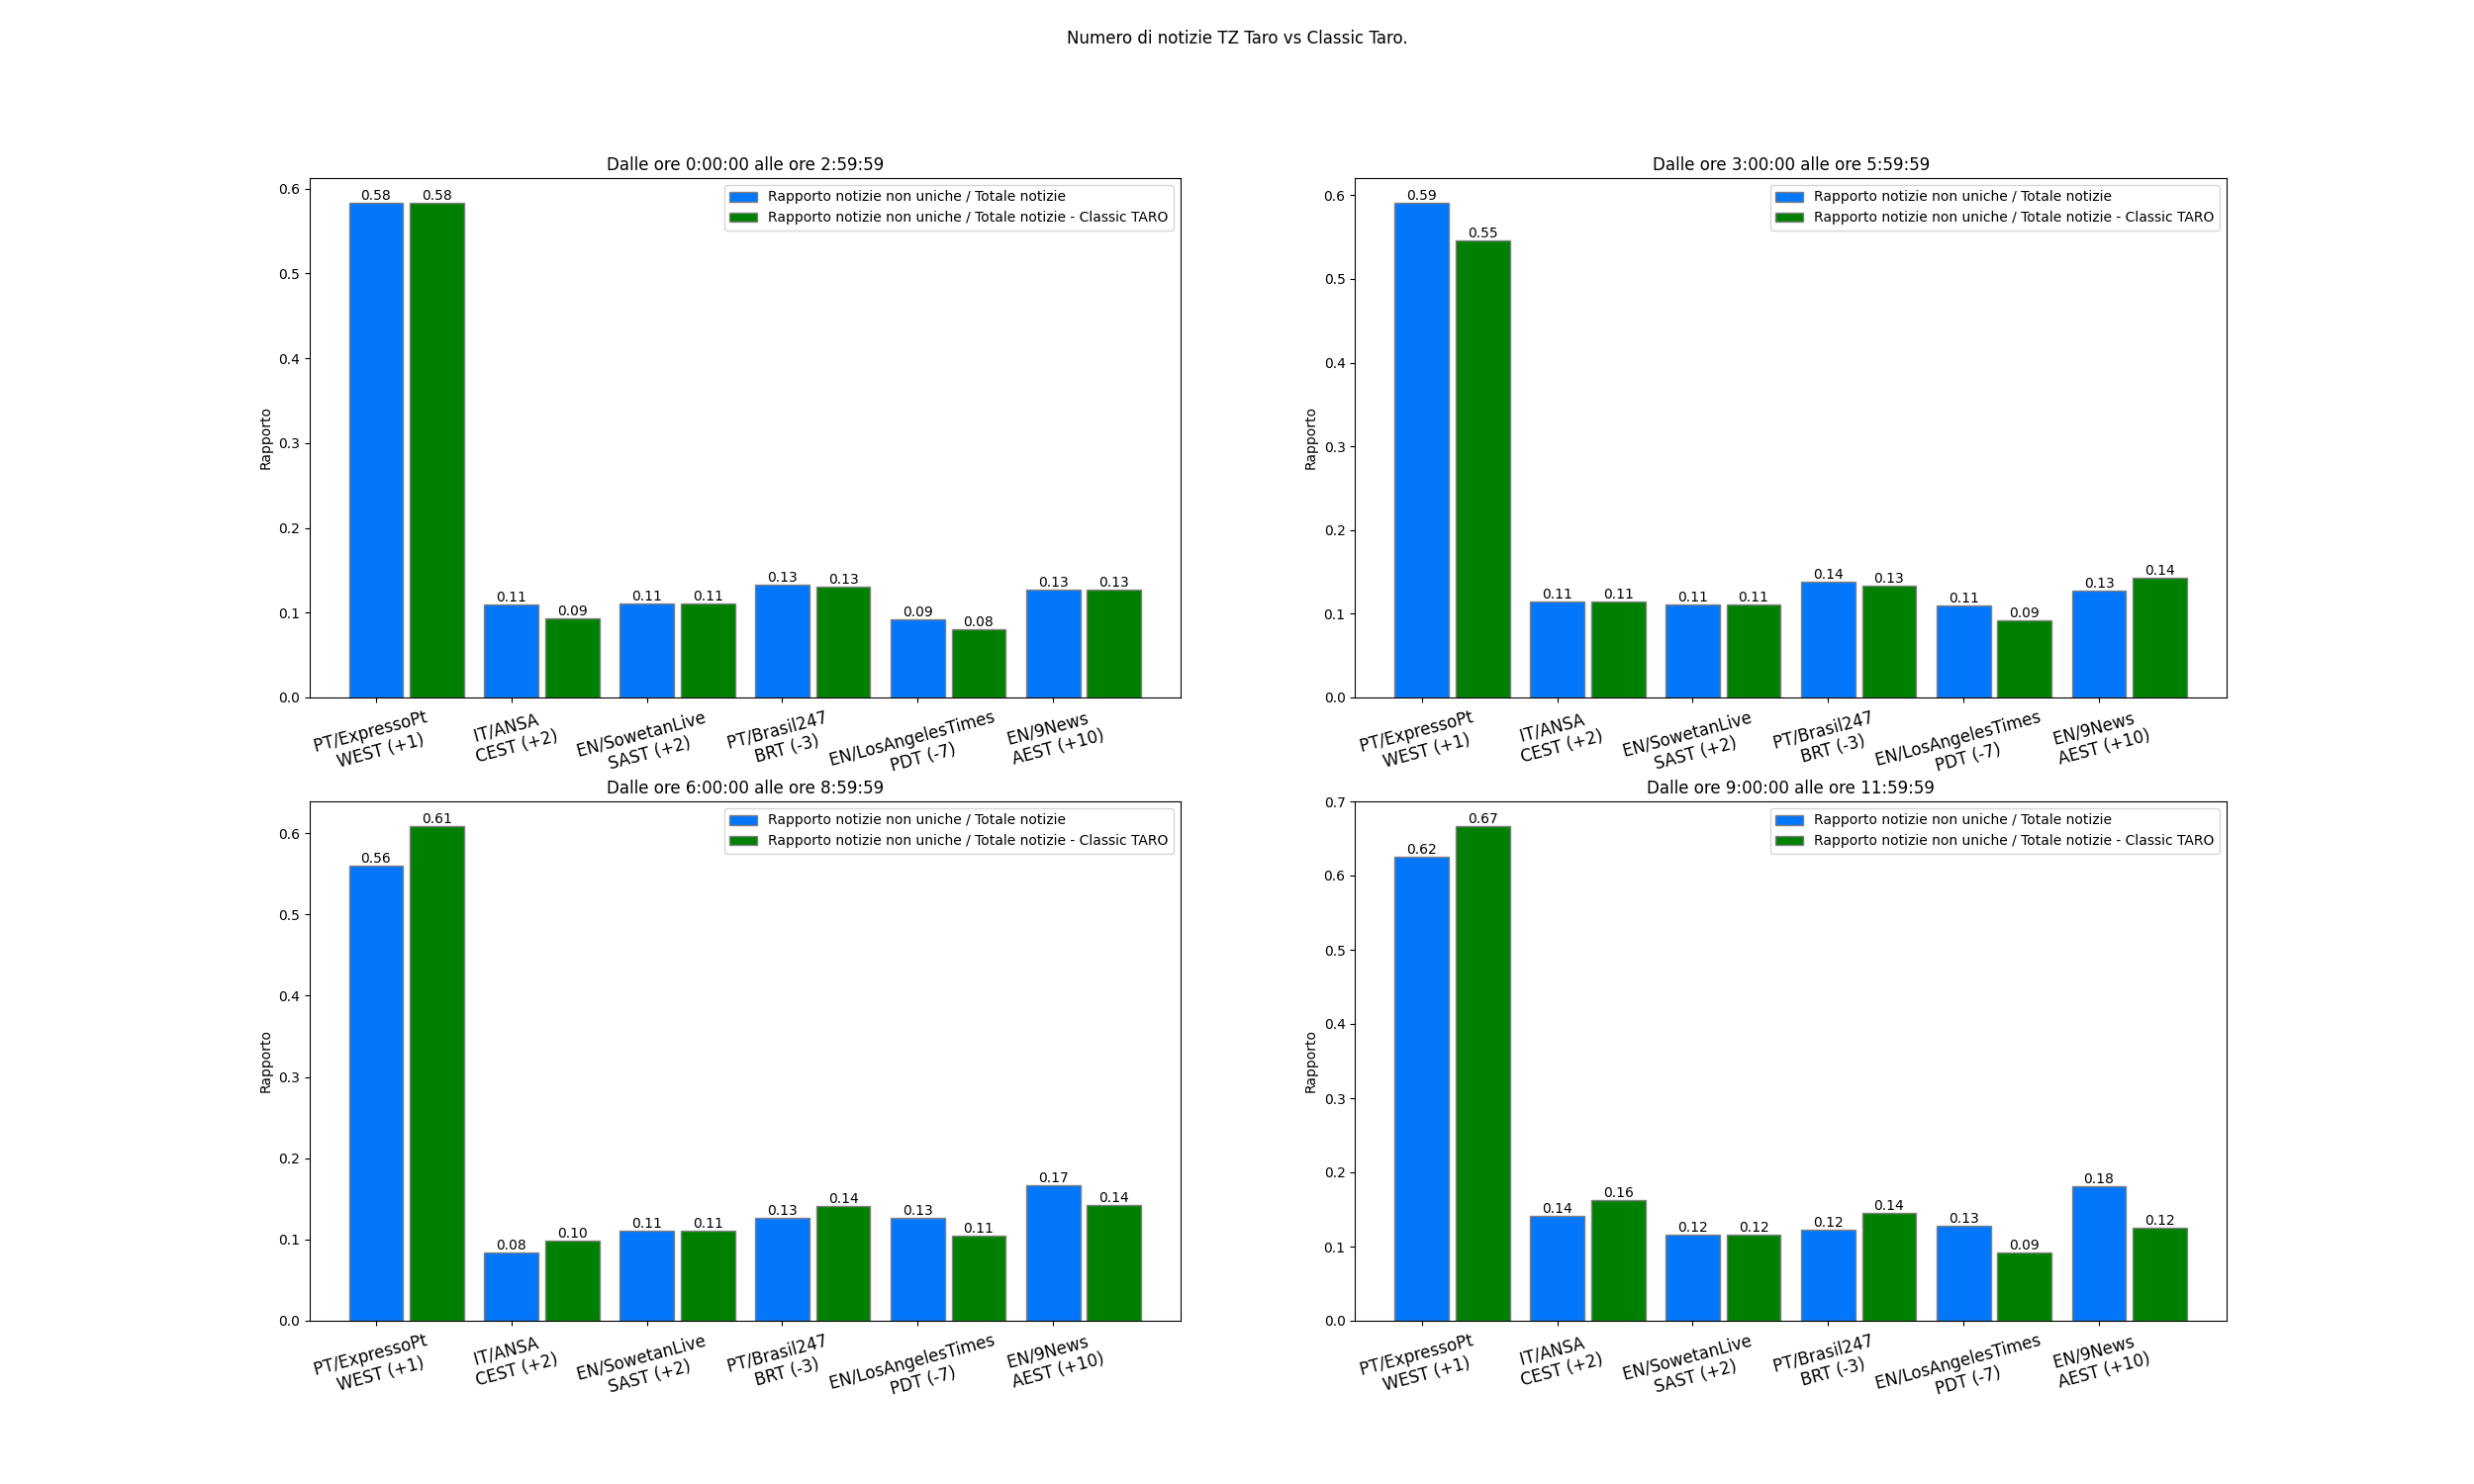 Numero di notizie TZ Taro vs Classic Taro.
Dalle ore 0:00:00 alle ore 2:59:59
Rapporto notizie non uniche / Totale notizie
Rapporto notizie non uniche / Totale notizie - Classic TARO
Rapporto
0.6
0.5
0.4
0.3
0.2
0.1
0.0
0.58
0.58
0.11
0.09
0.11
0.11
0.13
0.13
0.09
0.08
0.13
0.13
PT/ExpressoPt
WEST (+1)
IT/ANSA
CEST (+2)
EN/SowetanLive
SAST (+2)
PT/Brasil247
BRT (-3)
EN/LosAngelesTimes
PDT (-7)
EN/9News
AEST (+10)
Dalle ore 3:00:00 alle ore 5:59:59
Rapporto notizie non uniche / Totale notizie
Rapporto notizie non uniche / Totale notizie - Classic TARO
Rapporto
0.6
0.5
0.4
0.3
0.2
0.1
0.0
0.59
0.55
0.11
0.11
0.11
0.11
0.14
0.13
0.11
0.09
0.13
0.14
PT/ExpressoPt
WEST (+1)
IT/ANSA
CEST (+2)
EN/SowetanLive
SAST (+2)
PT/Brasil247
BRT (-3)
EN/LosAngelesTimes
PDT (-7)
EN/9News
AEST (+10)
Dalle ore 6:00:00 alle ore 8:59:59
Rapporto notizie non uniche / Totale notizie
Rapporto notizie non uniche / Totale notizie - Classic TARO
Rapporto
0.6
0.5
0.4
0.3
0.2
0.1
0.0
0.56
0.61
0.08
0.10
0.11
0.11
0.13
0.14
0.13
0.11
0.17
0.14
PT/ExpressoPt
WEST (+1)
IT/ANSA
CEST (+2)
EN/SowetanLive
SAST (+2)
PT/Brasil247
BRT (-3)
EN/LosAngelesTimes
PDT (-7)
EN/9News
AEST (+10)
Dalle ore 9:00:00 alle ore 11:59:59
Rapporto notizie non uniche / Totale notizie
Rapporto notizie non uniche / Totale notizie - Classic TARO
Rapporto
0.7
0.6
0.5
0.4
0.3
0.2
0.1
0.0
0.62
0.67
0.14
0.16
0.12
0.12
0.12
0.14
0.13
0.09
0.18
0.12
PT/ExpressoPt
WEST (+1)
IT/ANSA
CEST (+2)
EN/SowetanLive
SAST (+2)
PT/Brasil247
BRT (-3)
EN/LosAngelesTimes
PDT (-7)
EN/9News
AEST (+10)